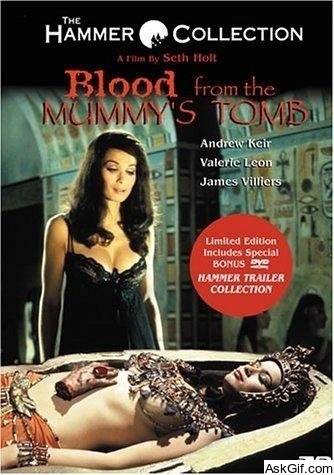 THE
HAMMER COLLECTION
A Film By Seth Holt
Blood from the
MUMMY'S TOMB
Andrew Keir
Valerie Leon
James Villiers
Limited Edition
Includes Special
BONUS DVD
HAMMER TRAILER
COLLECTION
AskGif.com